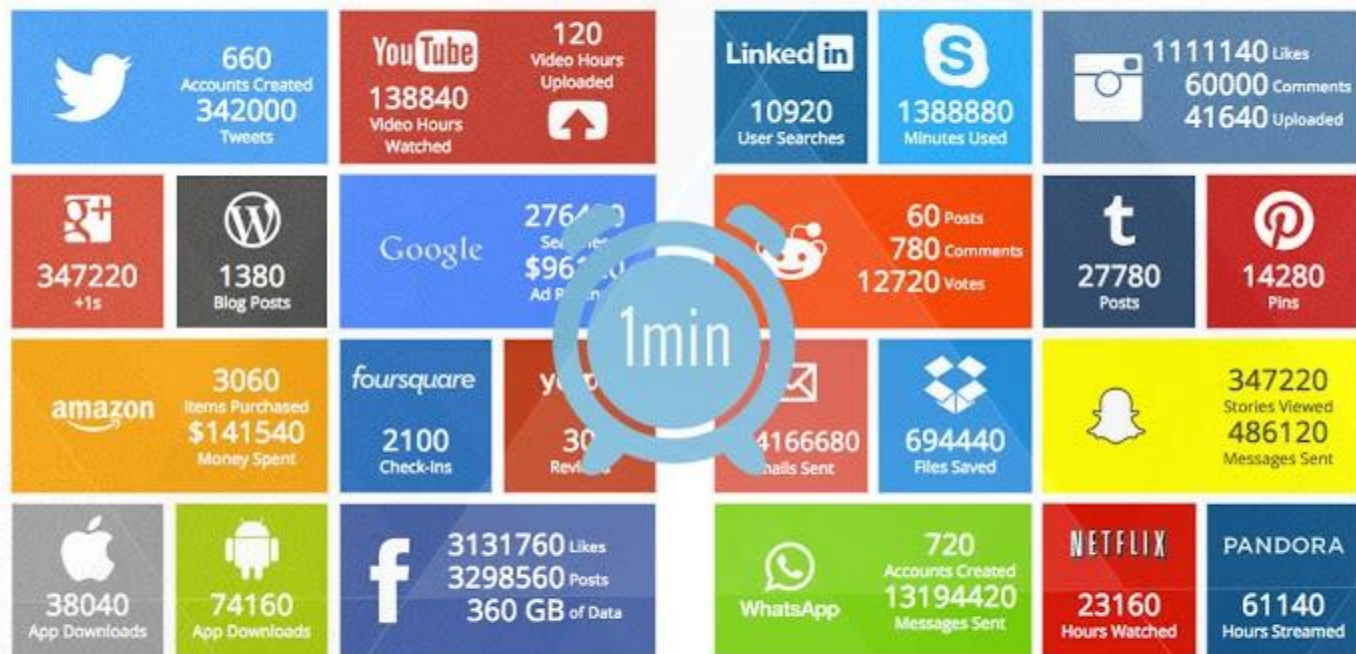 660
Accounts Created
342000
Tweets
YouTube
138840
Video Hours
Watched
120
Video Hours
Uploaded
Linked in
10920
User Searches
S
1388880
Minutes Used
1111140 Likes
60000 Comments
41640 Uploaded
g+
347220
+1s
W
1380
Blog Posts
Google
60 Posts
780 Comments
12720 Votes
t
27780
Posts
P
14280
Pins
1min
amazon
3060
Items Purchased
$141540
Money Spent
foursquare
2100
Check-Ins
694440
Files Saved
347220
Stories Viewed
486120
Messages Sent
38040
App Downloads
74160
App Downloads
f
3131760 Likes
3298560 Posts
360 GB of Data
WhatsApp
720
Accounts Created
13194420
Messages Sent
NETFLIX
23160
Hours Watched
PANDORA
61140
Hours Streamed